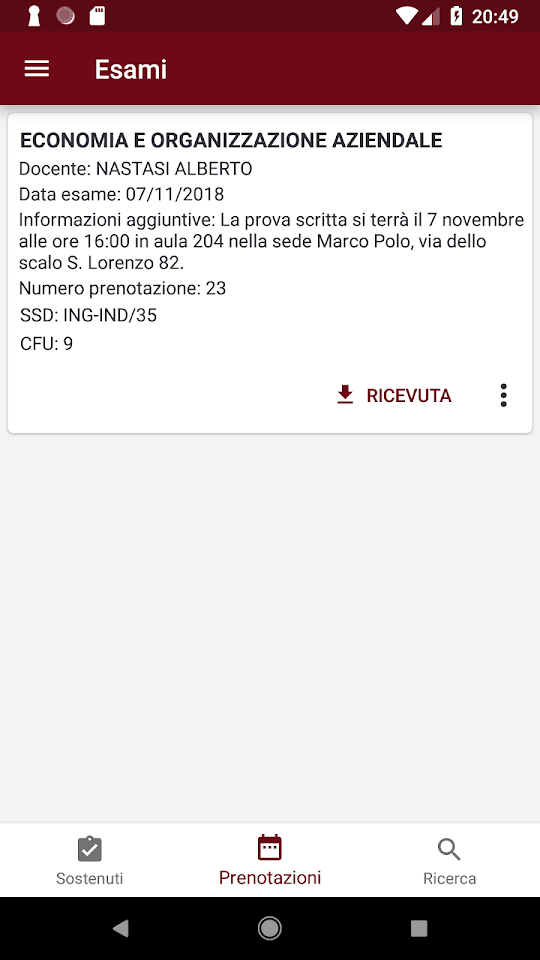 20:49
Esami
ECONOMIA E ORGANIZZAZIONE AZIENDALE
Docente: NASTASI ALBERTO
Data esame: 07/11/2018
Informazioni aggiuntive: La prova scritta si terrà il 7 novembre
alle ore 16:00 in aula 204 nella sede Marco Polo, via dello
scalo S. Lorenzo 82.
Numero prenotazione: 23
SSD: ING-IND/35
CFU: 9
RICEVUTA
Sostenuti
Prenotazioni
Ricerca